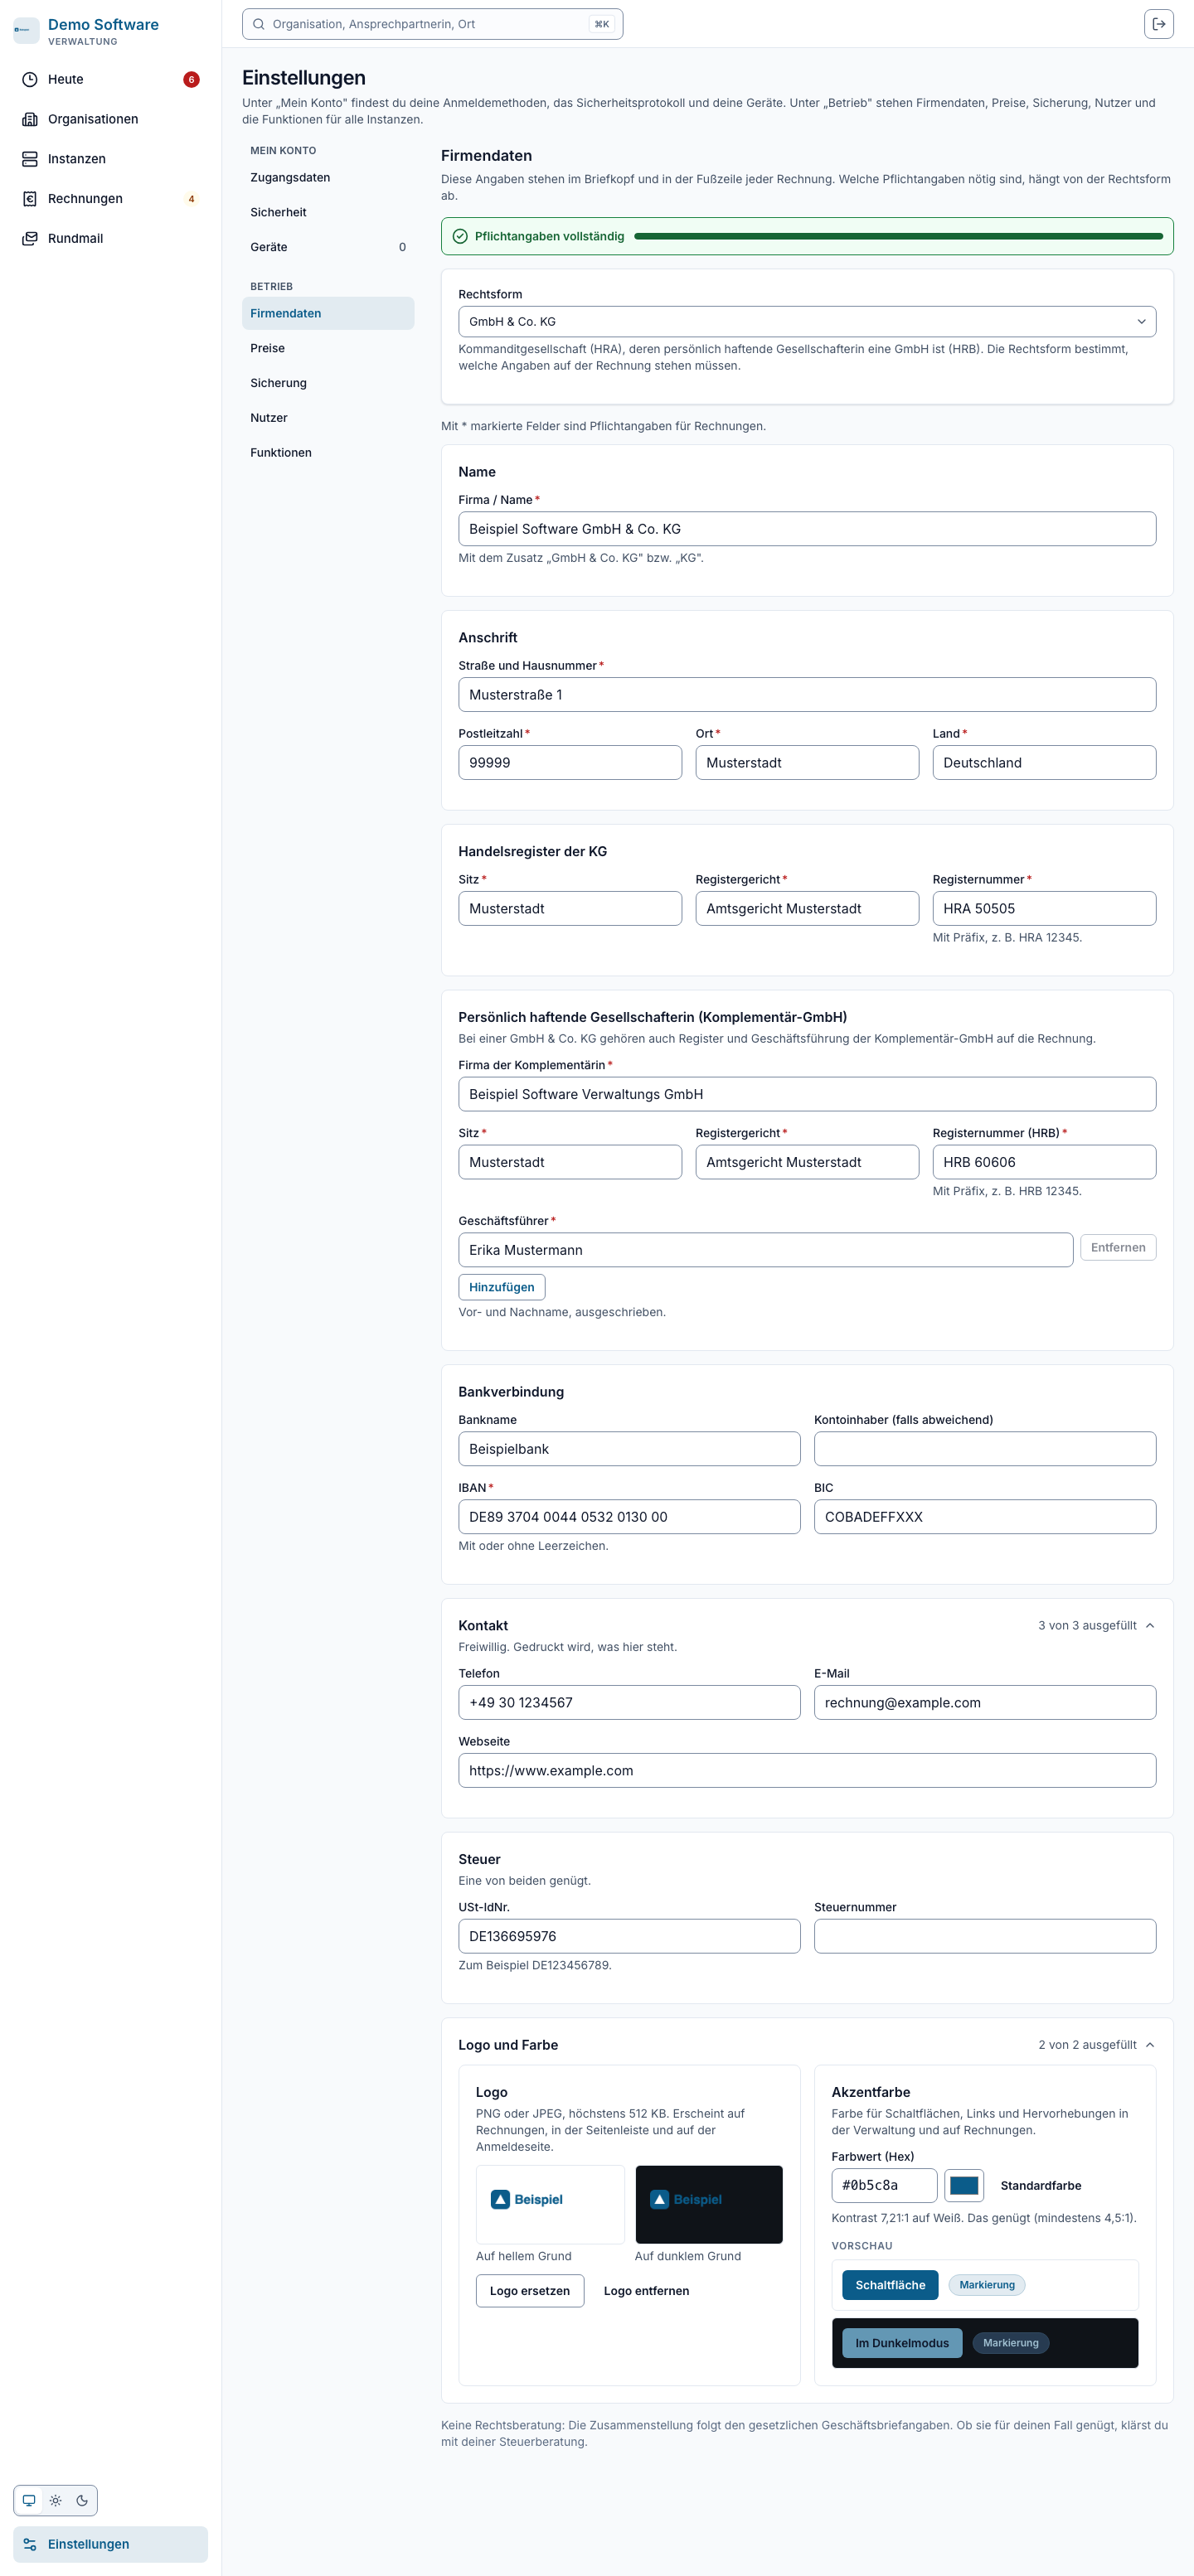 Demo Software
VERWALTUNG
Heute 6
Organisationen
Instanzen
Rechnungen 4
Rundmail
Einstellungen
Organisation, Ansprechpartnerin, Ort ⌘K
Einstellungen
Unter „Mein Konto" findest du deine Anmeldemethoden, das Sicherheitsprotokoll und deine Geräte. Unter „Betrieb" stehen Firmendaten, Preise, Sicherung, Nutzer und
die Funktionen für alle Instanzen.
MEIN KONTO
Zugangsdaten
Sicherheit
Geräte 0
BETRIEB
Firmendaten
Preise
Sicherung
Nutzer
Funktionen
Firmendaten
Diese Angaben stehen im Briefkopf und in der Fußzeile jeder Rechnung. Welche Pflichtangaben nötig sind, hängt von der Rechtsform
ab.
Pflichtangaben vollständig
Rechtsform
GmbH & Co. KG
Kommanditgesellschaft (HRA), deren persönlich haftende Gesellschafterin eine GmbH ist (HRB). Die Rechtsform bestimmt,
welche Angaben auf der Rechnung stehen müssen.
Mit * markierte Felder sind Pflichtangaben für Rechnungen.
Name
Firma / Name *
Beispiel Software GmbH & Co. KG
Mit dem Zusatz „GmbH & Co. KG" bzw. „KG".
Anschrift
Straße und Hausnummer *
Musterstraße 1
Postleitzahl * Ort * Land *
99999 Musterstadt Deutschland
Handelsregister der KG
Sitz * Registergericht * Registernummer *
Musterstadt Amtsgericht Musterstadt HRA 50505
Mit Präfix, z. B. HRA 12345.
Persönlich haftende Gesellschafterin (Komplementär-GmbH)
Bei einer GmbH & Co. KG gehören auch Register und Geschäftsführung der Komplementär-GmbH auf die Rechnung.
Firma der Komplementärin *
Beispiel Software Verwaltungs GmbH
Sitz * Registergericht * Registernummer (HRB) *
Musterstadt Amtsgericht Musterstadt HRB 60606
Mit Präfix, z. B. HRB 12345.
Geschäftsführer *
Erika Mustermann Entfernen
Hinzufügen
Vor- und Nachname, ausgeschrieben.
Bankverbindung
Bankname Kontoinhaber (falls abweichend)
Beispielbank
IBAN * BIC
DE89 3704 0044 0532 0130 00 COBADEFFXXX
Mit oder ohne Leerzeichen.
Kontakt 3 von 3 ausgefüllt
Freiwillig. Gedruckt wird, was hier steht.
Telefon E-Mail
+49 30 1234567 rechnung@example.com
Webseite
https://www.example.com
Steuer
Eine von beiden genügt.
USt-IdNr. Steuernummer
DE136695976
Zum Beispiel DE123456789.
Logo und Farbe 2 von 2 ausgefüllt
Logo
PNG oder JPEG, höchstens 512 KB. Erscheint auf
Rechnungen, in der Seitenleiste und auf der
Anmeldeseite.
Beispiel Beispiel
Auf hellem Grund Auf dunklem Grund
Logo ersetzen Logo entfernen
Akzentfarbe
Farbe für Schaltflächen, Links und Hervorhebungen in
der Verwaltung und auf Rechnungen.
Farbwert (Hex)
#0b5c8a Standardfarbe
Kontrast 7,21:1 auf Weiß. Das genügt (mindestens 4,5:1).
VORSCHAU
Schaltfläche Markierung
Im Dunkelmodus Markierung
Keine Rechtsberatung: Die Zusammenstellung folgt den gesetzlichen Geschäftsbriefangaben. Ob sie für deinen Fall genügt, klärst du
mit deiner Steuerberatung.